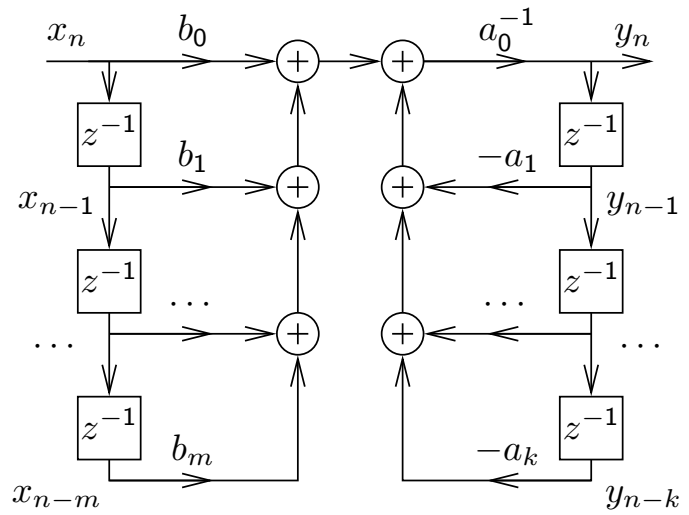 x_n b_0 + + a_0^{-1} y_n
z^{-1} z^{-1}
b_1 + + -a_1
x_{n-1} y_{n-1}
z^{-1} z^{-1}
... ...
... + + ...
z^{-1} z^{-1}
b_m -a_k
x_{n-m} y_{n-k}